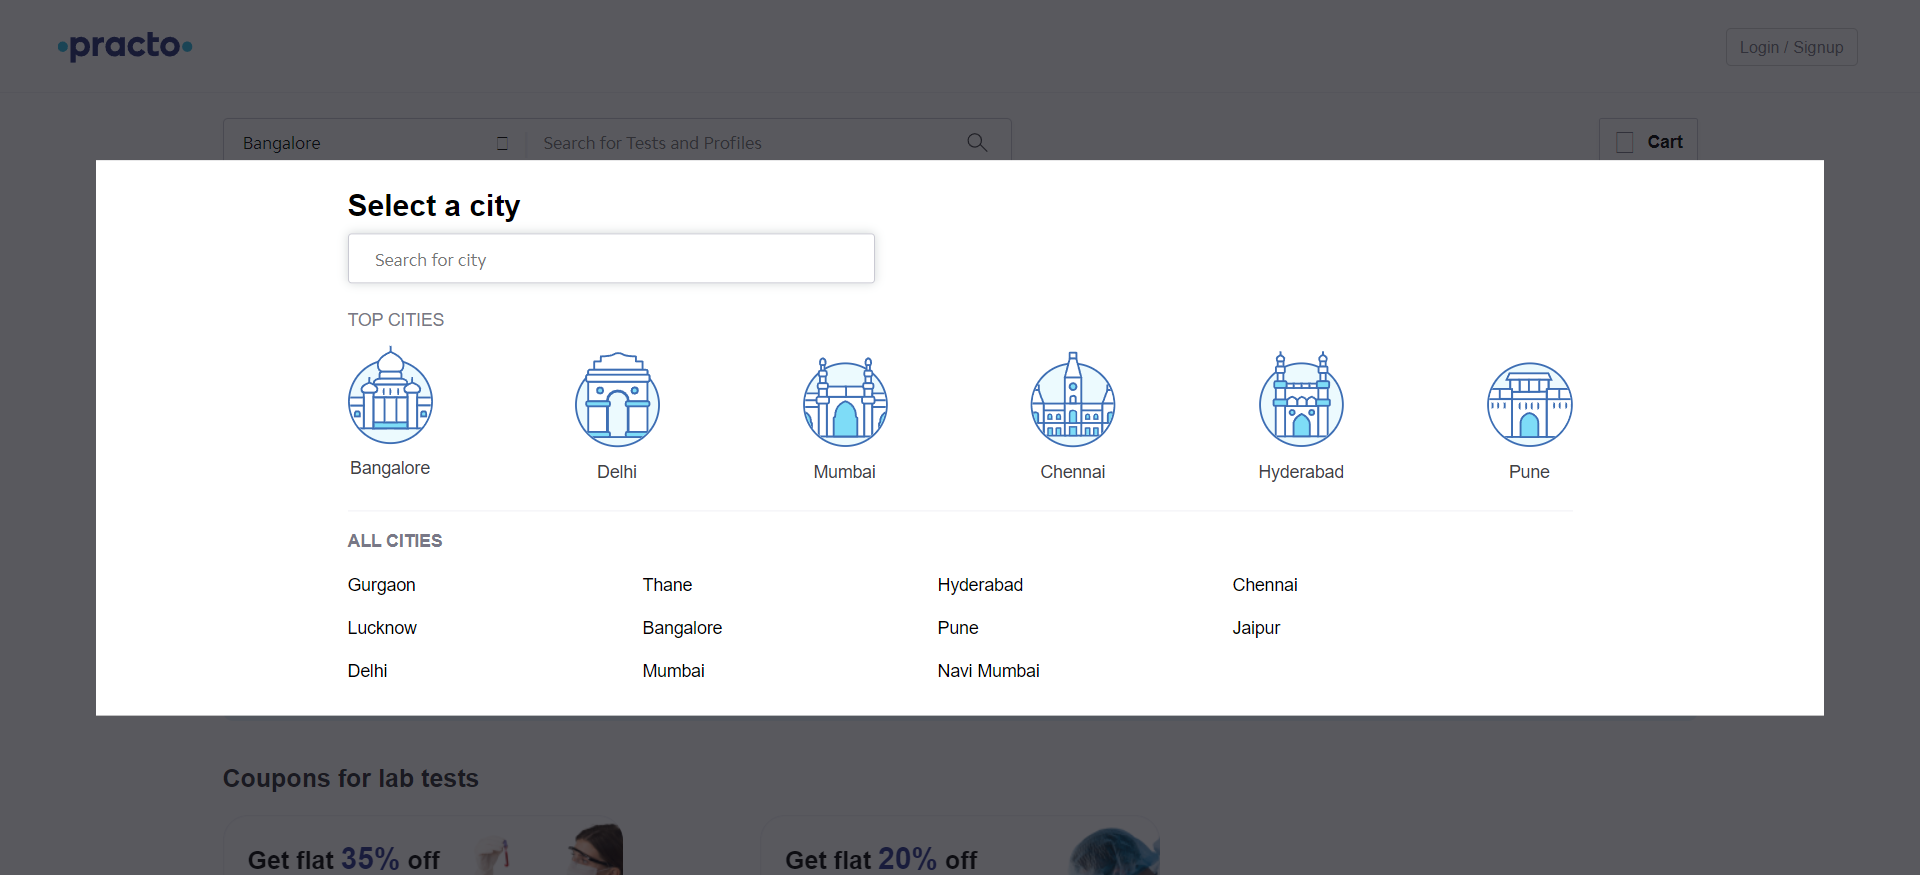 practo
Login / Signup
Bangalore
Search for Tests and Profiles
Cart
Select a city
Search for city
TOP CITIES
Bangalore
Delhi
Mumbai
Chennai
Hyderabad
Pune
ALL CITIES
Gurgaon
Thane
Hyderabad
Chennai
Lucknow
Bangalore
Pune
Jaipur
Delhi
Mumbai
Navi Mumbai
Coupons for lab tests
Get flat 35% off
Get flat 20% off